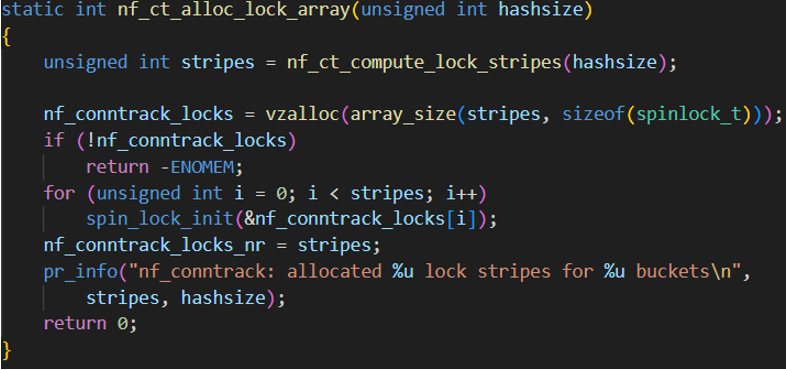 static int nf_ct_alloc_lock_array(unsigned int hashsize)
{
    unsigned int stripes = nf_ct_compute_lock_stripes(hashsize);

    nf_conntrack_locks = vzalloc(array_size(stripes, sizeof(spinlock_t)));
    if (!nf_conntrack_locks)
        return -ENOMEM;
    for (unsigned int i = 0; i < stripes; i++)
        spin_lock_init(&nf_conntrack_locks[i]);
    nf_conntrack_locks_nr = stripes;
    pr_info("nf_conntrack: allocated %u lock stripes for %u buckets\n",
        stripes, hashsize);
    return 0;
}